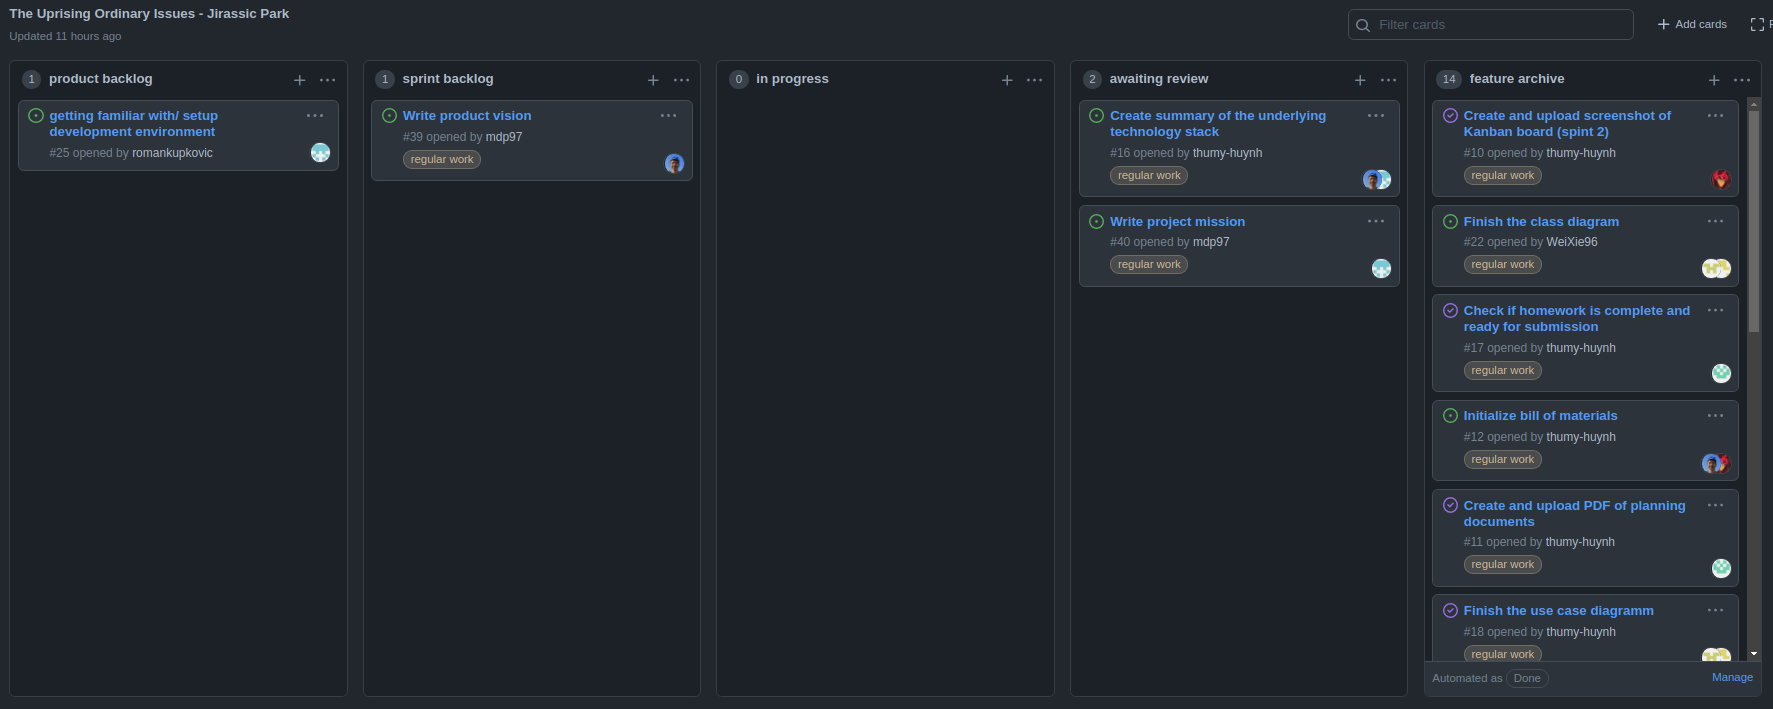 The Uprising Ordinary Issues - Jirassic Park
Updated 11 hours ago
Filter cards
Add cards
1 product backlog
getting familiar with/ setup
development environment
#25 opened by romankupkovic
1 sprint backlog
Write product vision
#39 opened by mdp97
regular work
0 in progress
2 awaiting review
Create summary of the underlying
technology stack
#16 opened by thumy-huynh
regular work
Write project mission
#40 opened by mdp97
regular work
14 feature archive
Create and upload screenshot of
Kanban board (spint 2)
#10 opened by thumy-huynh
regular work
Finish the class diagram
#22 opened by WeiXie96
regular work
Check if homework is complete and
ready for submission
#17 opened by thumy-huynh
regular work
Initialize bill of materials
#12 opened by thumy-huynh
regular work
Create and upload PDF of planning
documents
#11 opened by thumy-huynh
regular work
Finish the use case diagramm
#18 opened by thumy-huynh
regular work
Automated as Done
Manage